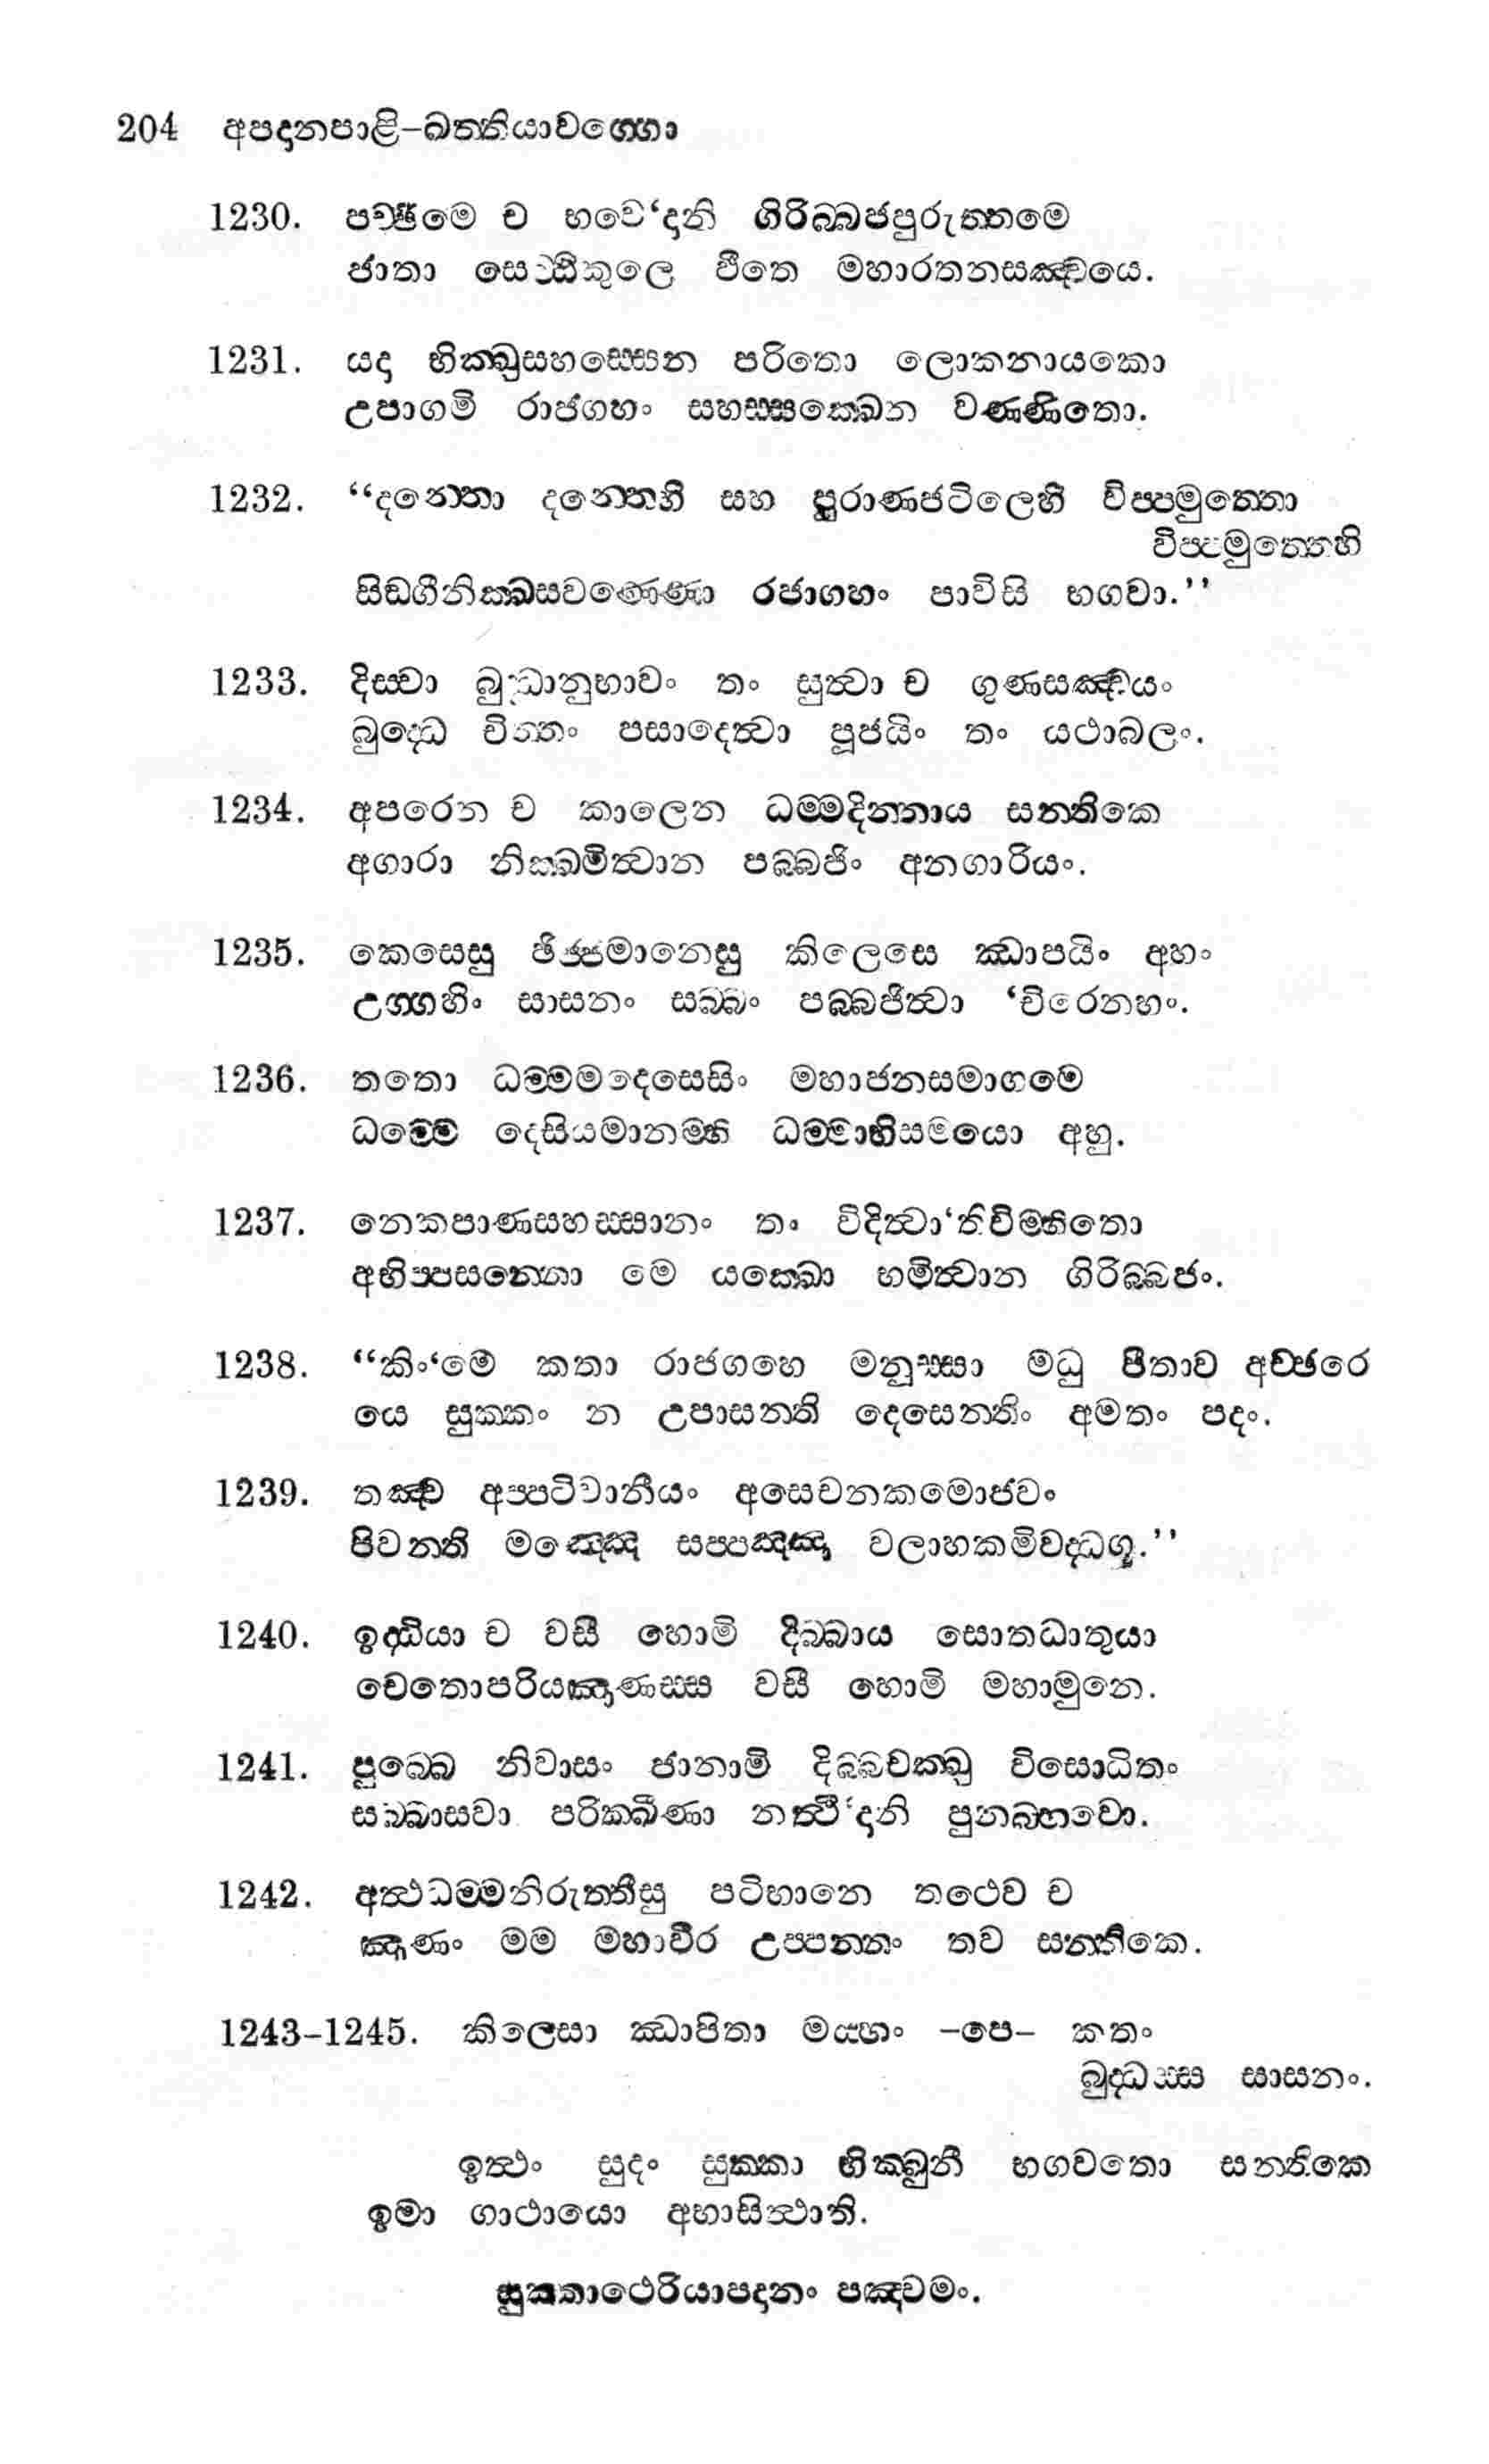 204 අපදානපාළි-ඛත්තියාවග්ගො
1230. පච්ඡිමෙ ච භවෙ‘දානි ගිරිබ්බජපුරුත්තමෙ
ජාතා සෙට්ඨිකුලෙ ඵීතෙ මහාරතනසඤ්චයෙ.
1231. යදා භික්ඛුසහස්සෙන පරිතො ලොකනායකො
උපාගමි රාජගහං සහස්සක්ඛෙන වණ්ණිතො.
1232. “දන්තො දන්තෙහි සහ පුරාණජටිලෙහි විප්පමුත්තො
විප්පමුත්තෙහි
සිඞගීනික්ඛසවණ්ණො රජාගහං පාවිසි භගවා.”
1233. දිස්වා බුද්ධානුභාවං තං සුත්වා ච ගුණසඤ්චයං
බුද්ධෙ චිත්තං පසාදෙත්වා පූජයිං තං යථාබලං.
1234. අපරෙන ච කාලෙන ධම්මදින්නාය සන්තිකෙ
අගාරා නික්ඛමිත්වාන පබ්බජිං අනගාරියං.
1235. කෙසෙසු ඡිජ්ජමානෙසු කිලෙසෙ ඣාපයිං අහං
උග්ගහිං සාසනං සබ්බං පබ්බජිත්වා ‘චිරෙනහං.
1236. තතො ධම්මමදෙසෙසිං මහාජනසමාගමෙ
ධම්මෙ දෙසියමානම්හි ධම්මාභිසමයො අහු.
1237. නෙකපාණසහස්සානං තං විදිත්වා‘තිවිම්හිතො
අභිප්පසන්නො මෙ යක්ඛො භමිත්වාන ගිරිබ්බජං.
1238. “කිං‘මෙ කතා රාජගහෙ මනුස්සා මධු පීතාව අච්ඡරෙ
යෙ සුක්කං න උපාසන්ති දෙසෙන්තිං අමතං පදං.
1239. තඤ්ච අප්පටිවානීයං අසෙචනකමොජවං
පිවන්ති මඤ්ඤෙ සප්පඤ්ඤා වලාහකමිවද්ධගූ.”
1240. ඉද්ධියා ච වසී හොමි දිබ්බාය සොතධාතුයා
චෙතොපරියඤාණස්ස වසී හොමි මහාමුනෙ.
1241. පුබ්බෙ නිවාසං ජානාමි දිබ්බචක්ඛු විසොධිතං
සබ්බාසවා පරික්ඛීණා නත්ථි‘දානි පුනබ්භවො.
1242. අත්ථධම්මනිරුත්තීසු පටිභානෙ තථෙව ච
ඤාණං මම මහාවීර උප්පන්නං තව සන්තිකෙ.
1243-1245. කිලෙසා ඣාපිතා මය්හං -පෙ- කතං
බුද්ධස්ස සාසනං.
ඉත්ථං සුදං සුක්කා භික්ඛුනී භගවතො සන්තිකෙ
ඉමා ගාථායො අභාසිත්ථාති.
සුක්කාථෙරියාපදානං පඤ්චමං.